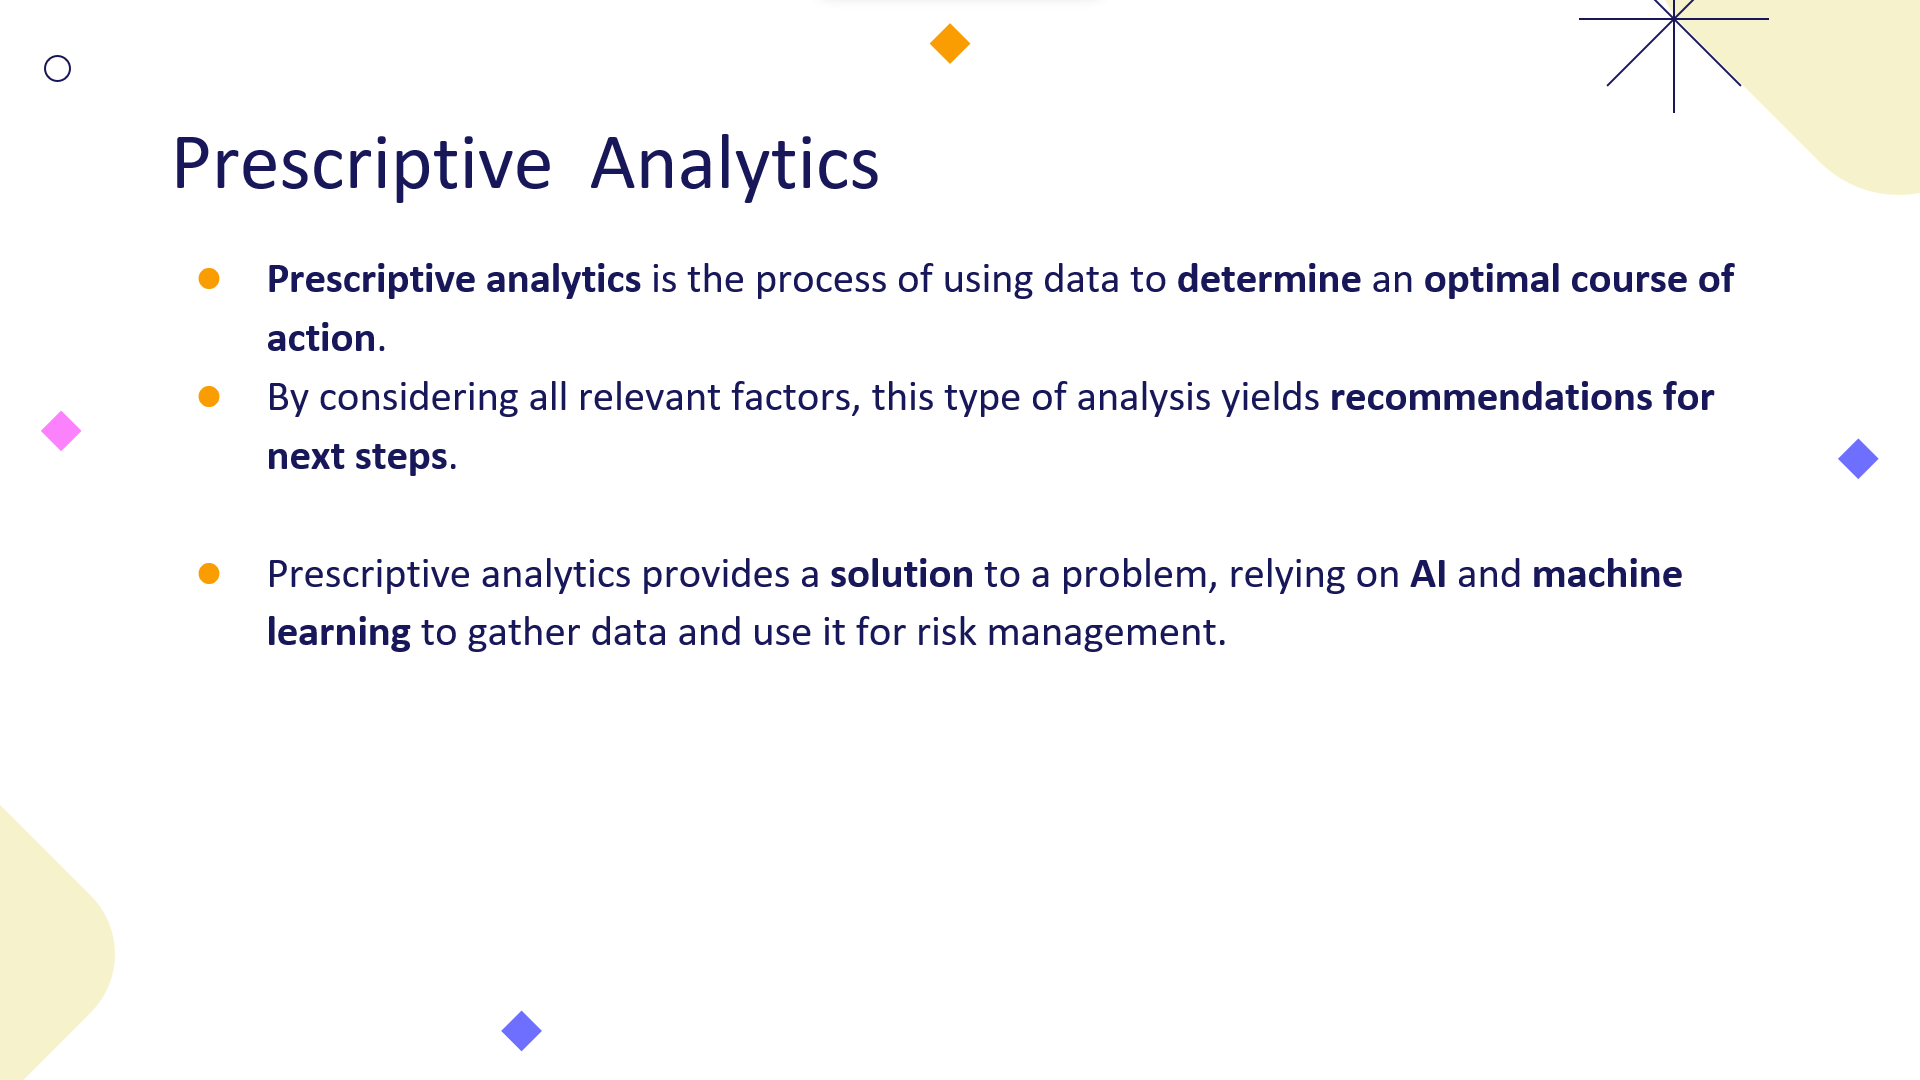 Prescriptive  Analytics
Prescriptive analytics is the process of using data to determine an optimal course of
action.
By considering all relevant factors, this type of analysis yields recommendations for
next steps.
Prescriptive analytics provides a solution to a problem, relying on AI and machine
learning to gather data and use it for risk management.